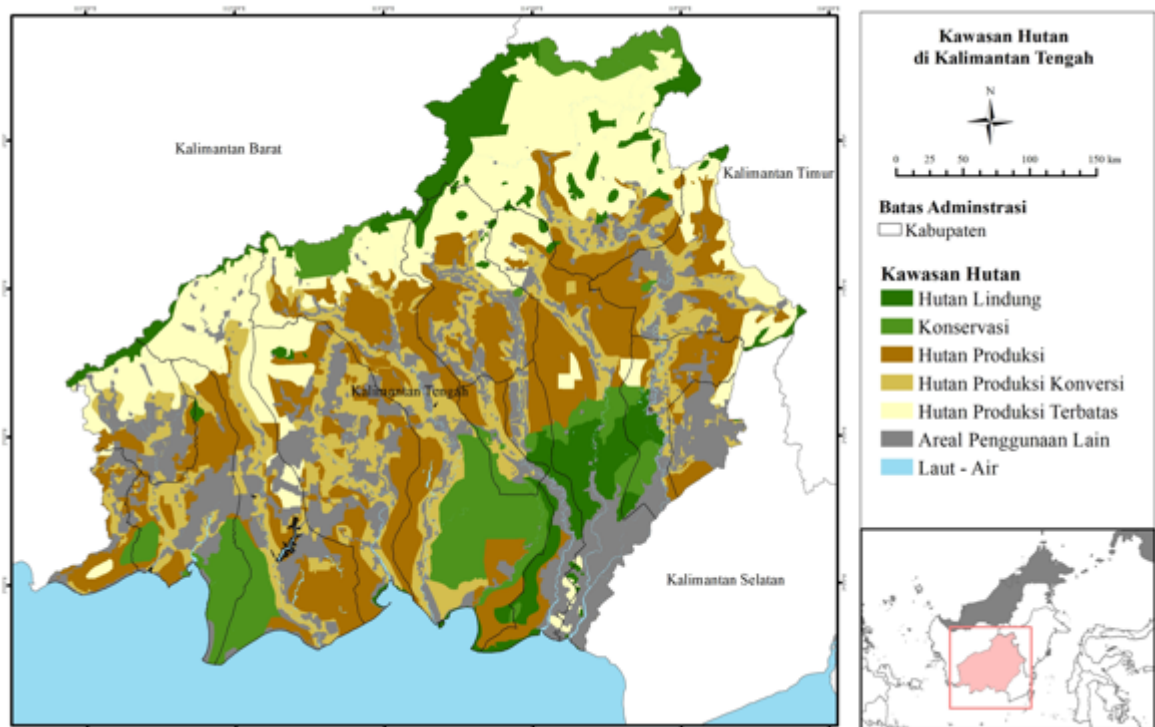 Kalimantan Barat
Kalimantan Timur
Kalimantan Tengah
Kalimantan Selatan
Kawasan Hutan
di Kalimantan Tengah
N
0 50 100 150 km
Batas Adminstrasi
Kabupaten
Kawasan Hutan
Hutan Lindung
Konservasi
Hutan Produksi
Hutan Produksi Konversi
Hutan Produksi Terbatas
Areal Penggunaan Lain
Laut - Air